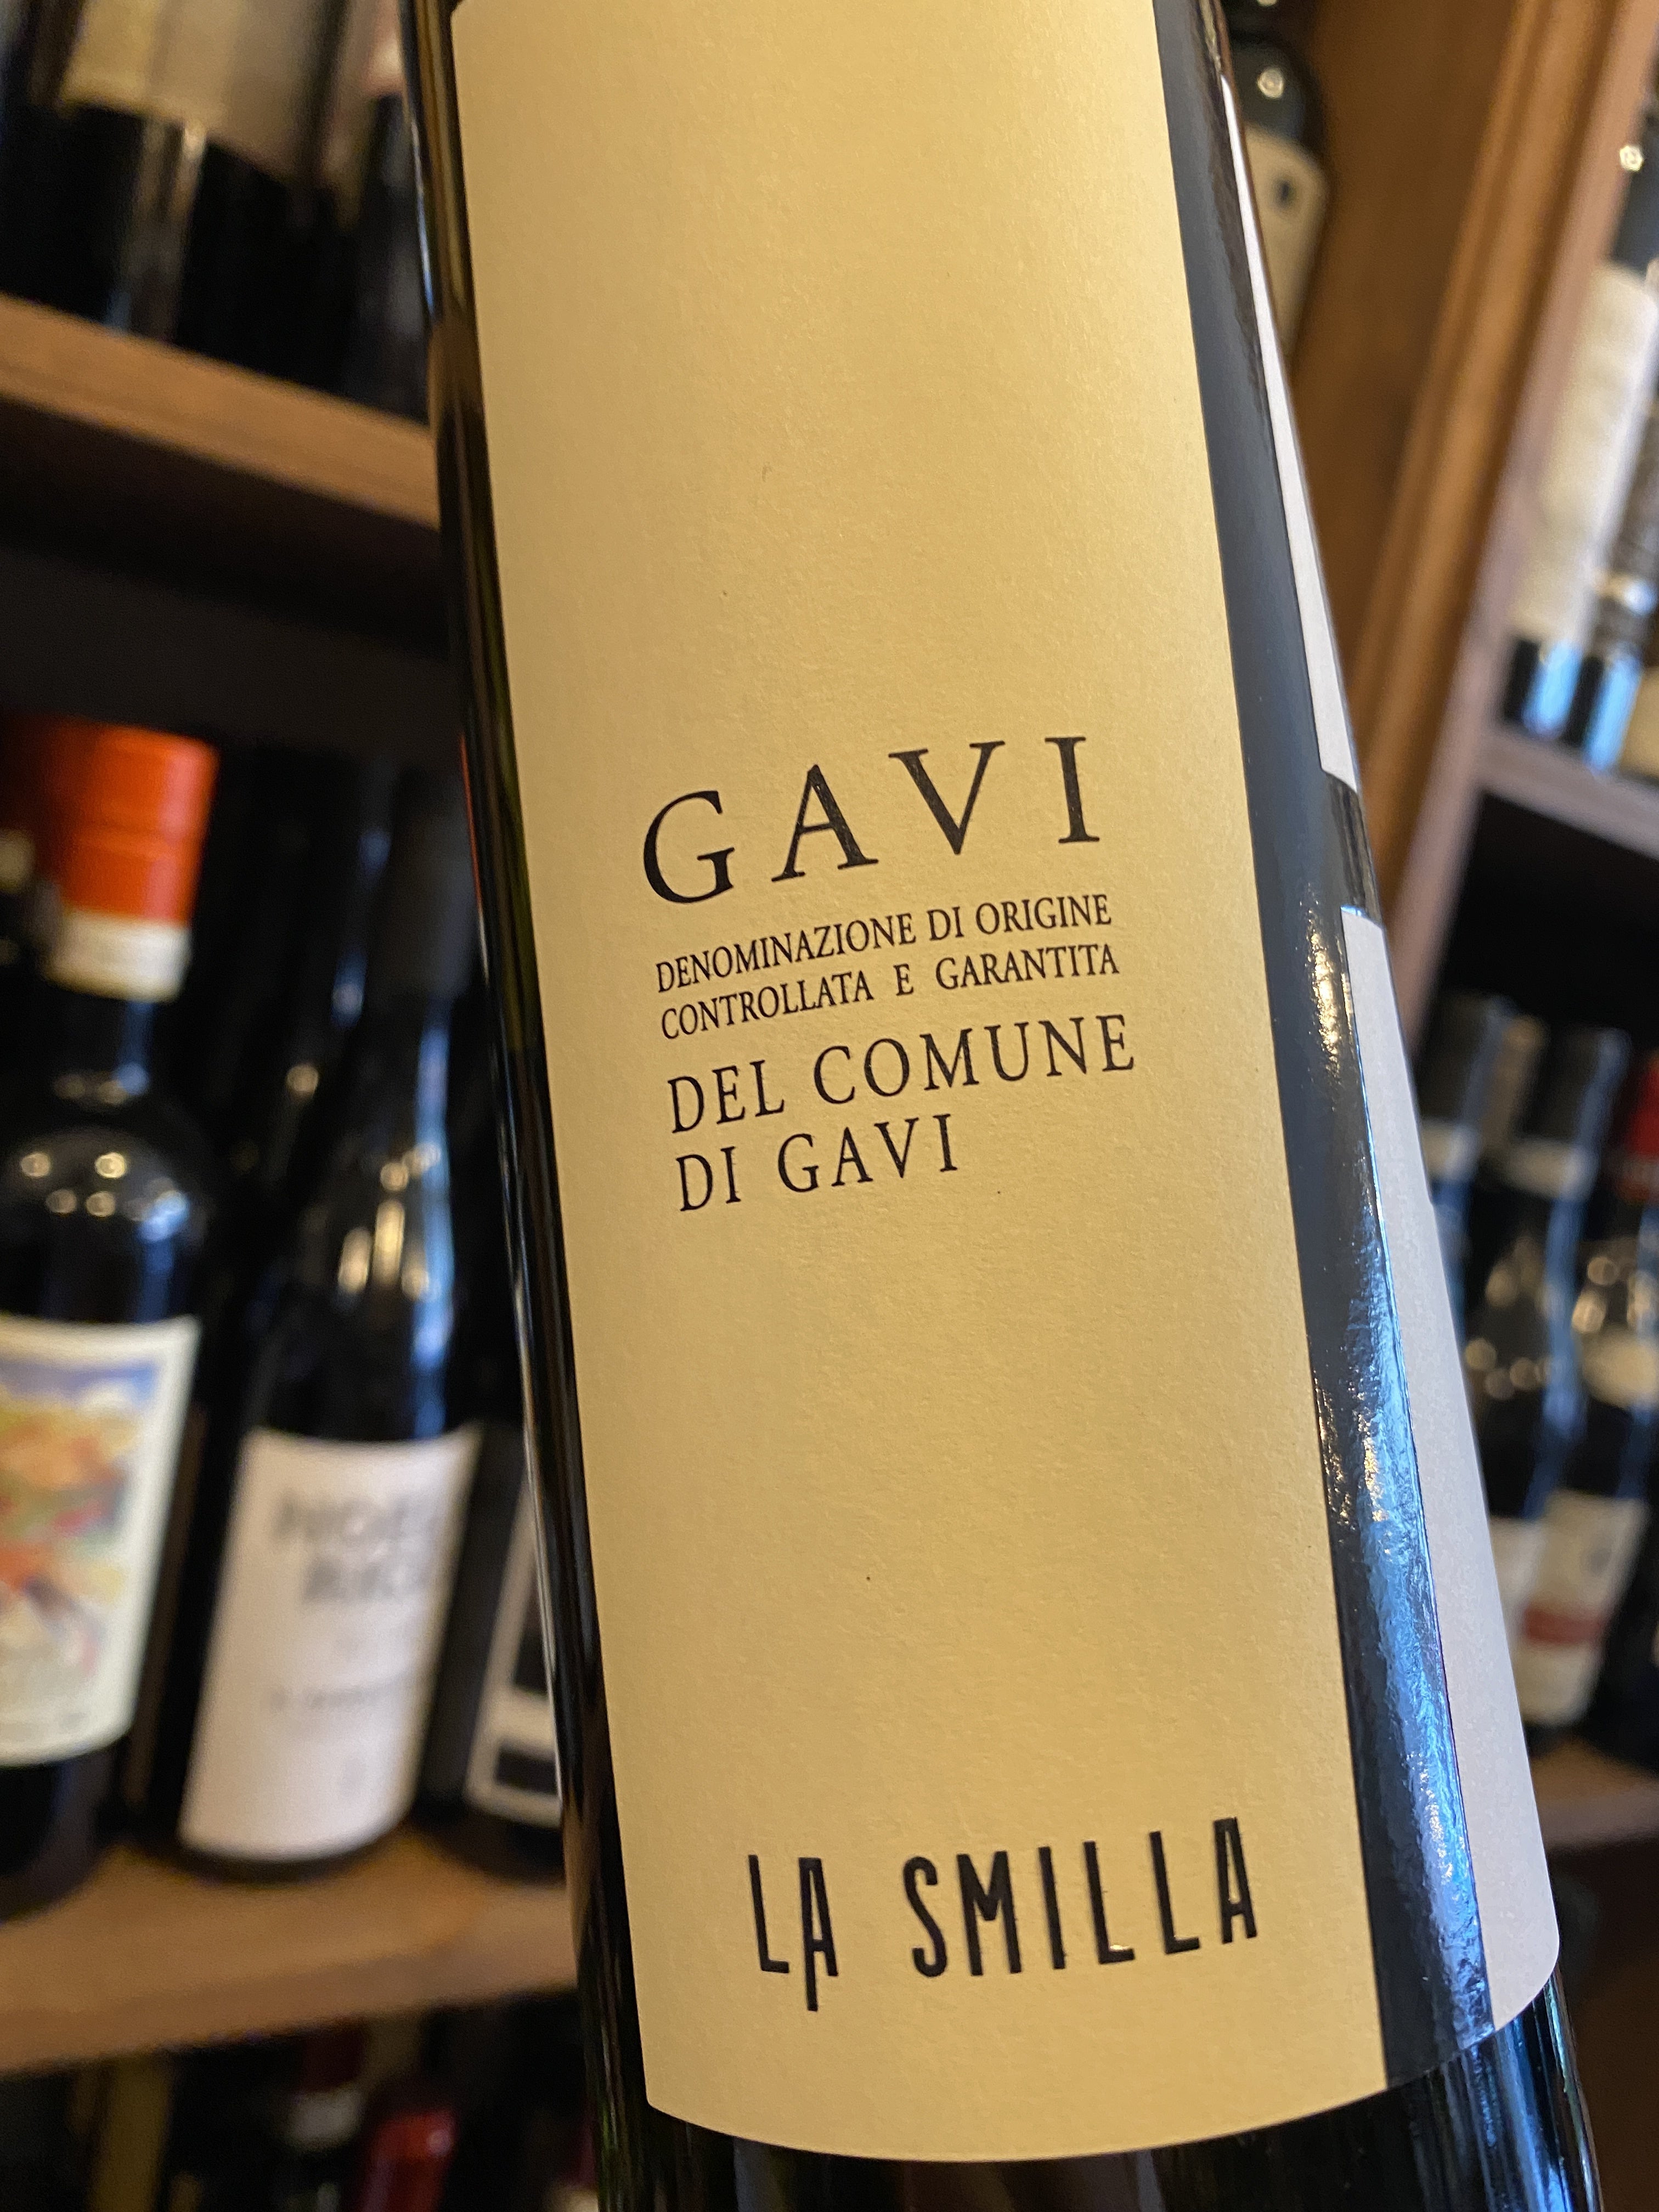 GAVI
DENOMINAZIONE DI ORIGINE
CONTROLLATA E GARANTITA
DEL COMUNE
DI GAVI
LA SMILLA